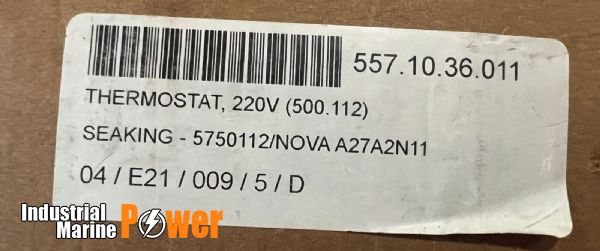 557.10.36.011
THERMOSTAT, 220V (500.112)
SEAKING - 5750112/NOVA A27A2N11
04 / E21 / 009 / 5 / D
Industrial
Marine Power